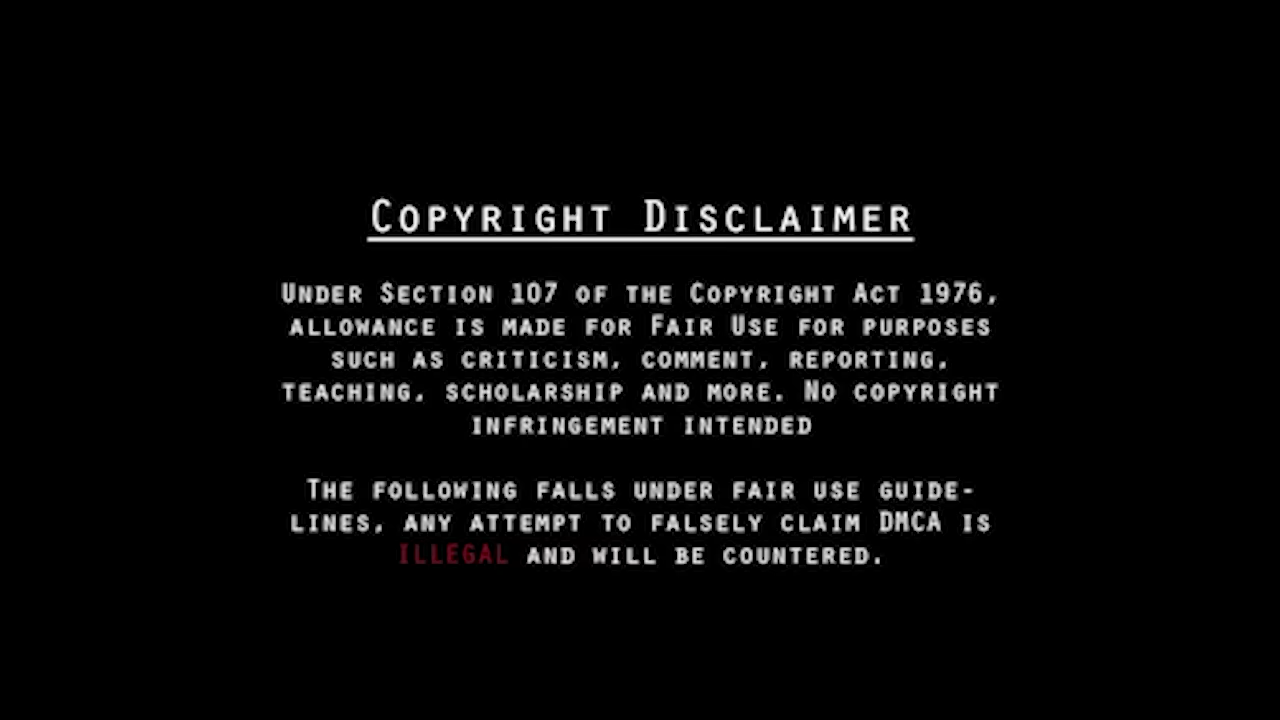 Copyright Disclaimer
Under Section 107 of the Copyright Act 1976,
allowance is made for Fair Use for purposes
such as criticism, comment, reporting,
teaching, scholarship and more. No copyright
infringement intended
The following falls under fair use guide-
lines, any attempt to falsely claim DMCA is
ILLEGAL and will be countered.